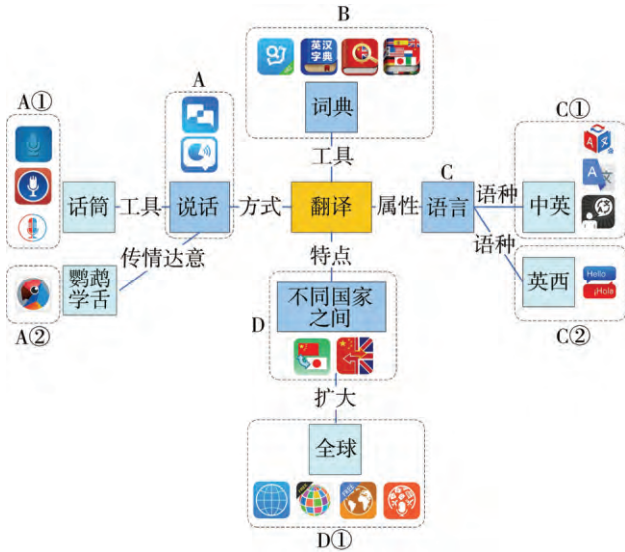 B
英汉
字典
词典
A
A①
C①
工具
A
文
C
话筒
工具
说话
方式
翻译
属性
语言
语种
中英
语种
传情达意
特点
鹦鹉
学舌
不同国家
之间
英西
Hello
¡Hola
A②
D
C②
扩大
全球
FREE
FREE
D①